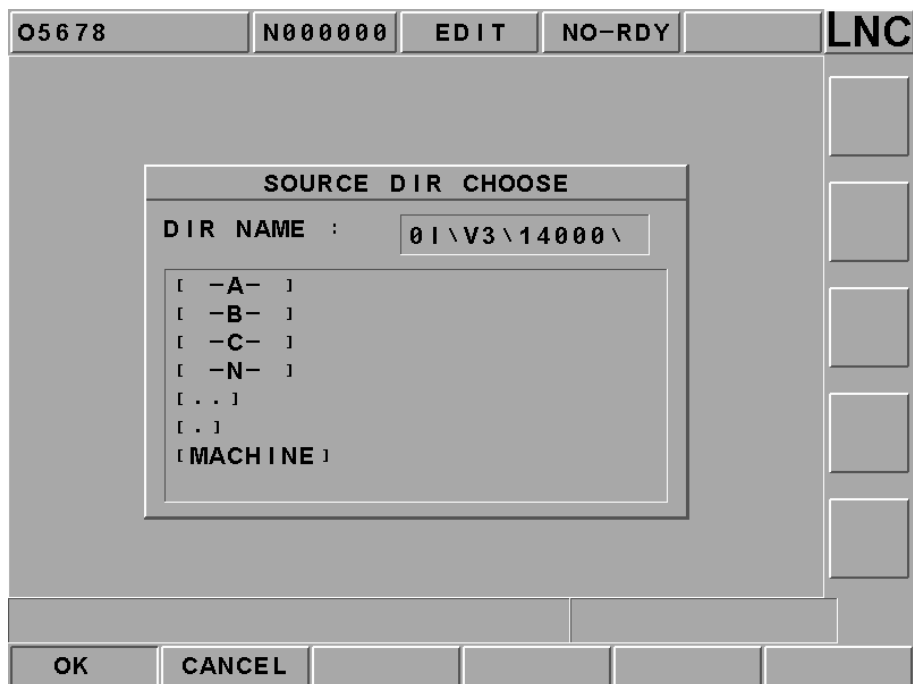 O5678 N000000 EDIT NO-RDY LNC
SOURCE DIR CHOOSE
DIR NAME : 0I\V3\14000\
[ -A- ]
[ -B- ]
[ -C- ]
[ -N- ]
[..]
[.]
[MACHINE]
OK CANCEL